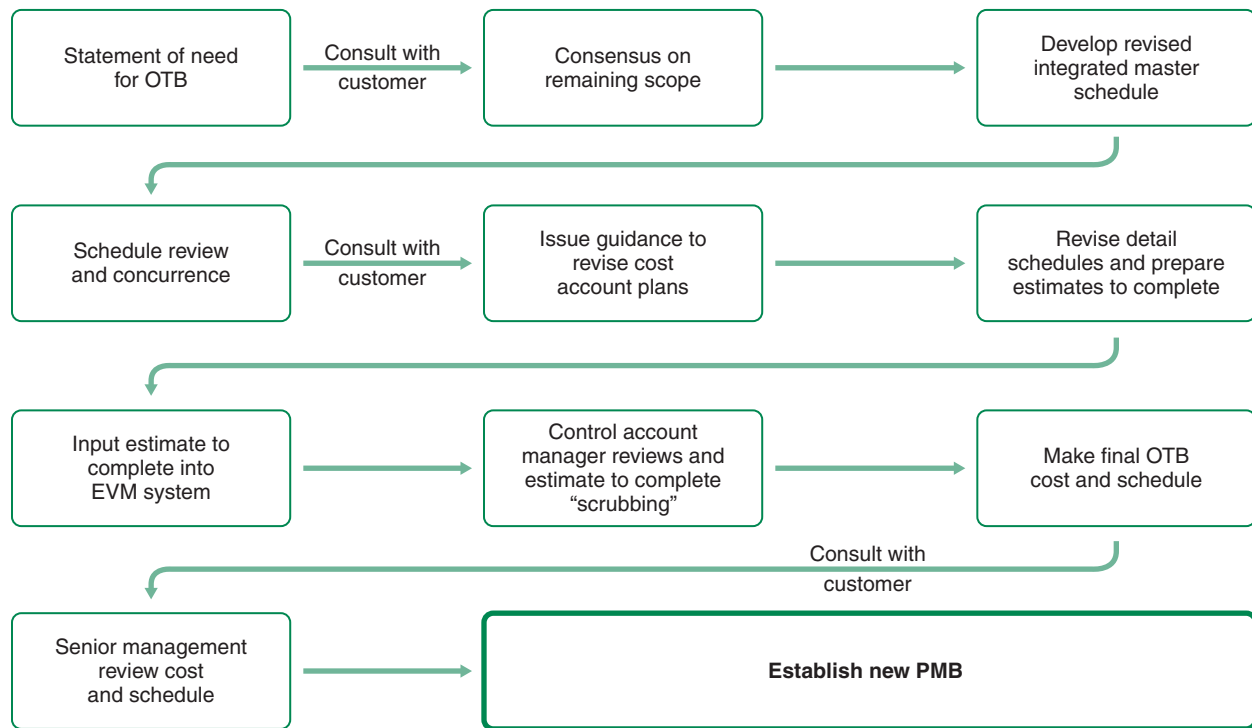 Statement of need
for OTB
Consult with
customer
Consensus on
remaining scope
Develop revised
integrated master
schedule
Schedule review
and concurrence
Consult with
customer
Issue guidance to
revise cost
account plans
Revise detail
schedules and prepare
estimates to complete
Input estimate to
complete into
EVM system
Control account
manager reviews and
estimate to complete
“scrubbing”
Make final OTB
cost and schedule
Consult with
customer
Senior management
review cost
and schedule
Establish new PMB